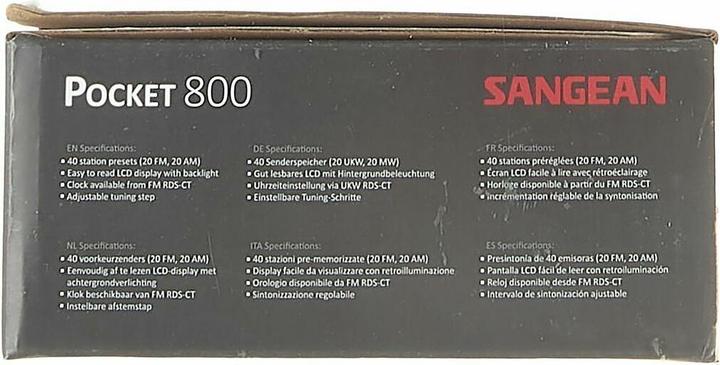 POCKET 800
SANGEAN
EN Specifications:
▪ 40 station presets (20 FM, 20 AM)
▪ Easy to read LCD display with backlight
▪ Clock available from FM RDS-CT
▪ Adjustable tuning step
DE Specifications:
▪ 40 Senderspeicher (20 UKW, 20 MW)
▪ Gut lesbares LCD mit Hintergrundbeleuchtung
▪ Uhrzeiteinstellung via UKW RDS-CT
▪ Einstellbare Tuning-Schritte
FR Specifications:
▪ 40 stations préréglées (20 FM, 20 AM)
▪ Écran LCD facile à lire avec rétroéclairage
▪ Horloge disponible à partir du FM RDS-CT
▪ Incrémentation réglable de la syntonisation
NL Specifications:
▪ 40 voorkeurzenders (20 FM, 20 AM)
▪ Eenvoudig af te lezen LCD-display met
achtergrondverlichting
▪ Klok beschikbaar van FM RDS-CT
▪ Instelbare afstemstap
ITA Specifications:
▪ 40 stazioni pre-memorizzate (20 FM, 20 AM)
▪ Display facile da visualizzare con retroilluminazione
▪ Orologio disponibile da FM RDS-CT
▪ Sintonizzazione regolabile
ES Specifications:
▪ Presintonía de 40 emisoras (20 FM, 20 AM)
▪ Pantalla LCD fácil de leer con retroiluminación
▪ Reloj disponible desde FM RDS-CT
▪ Intervalo de sintonización ajustable